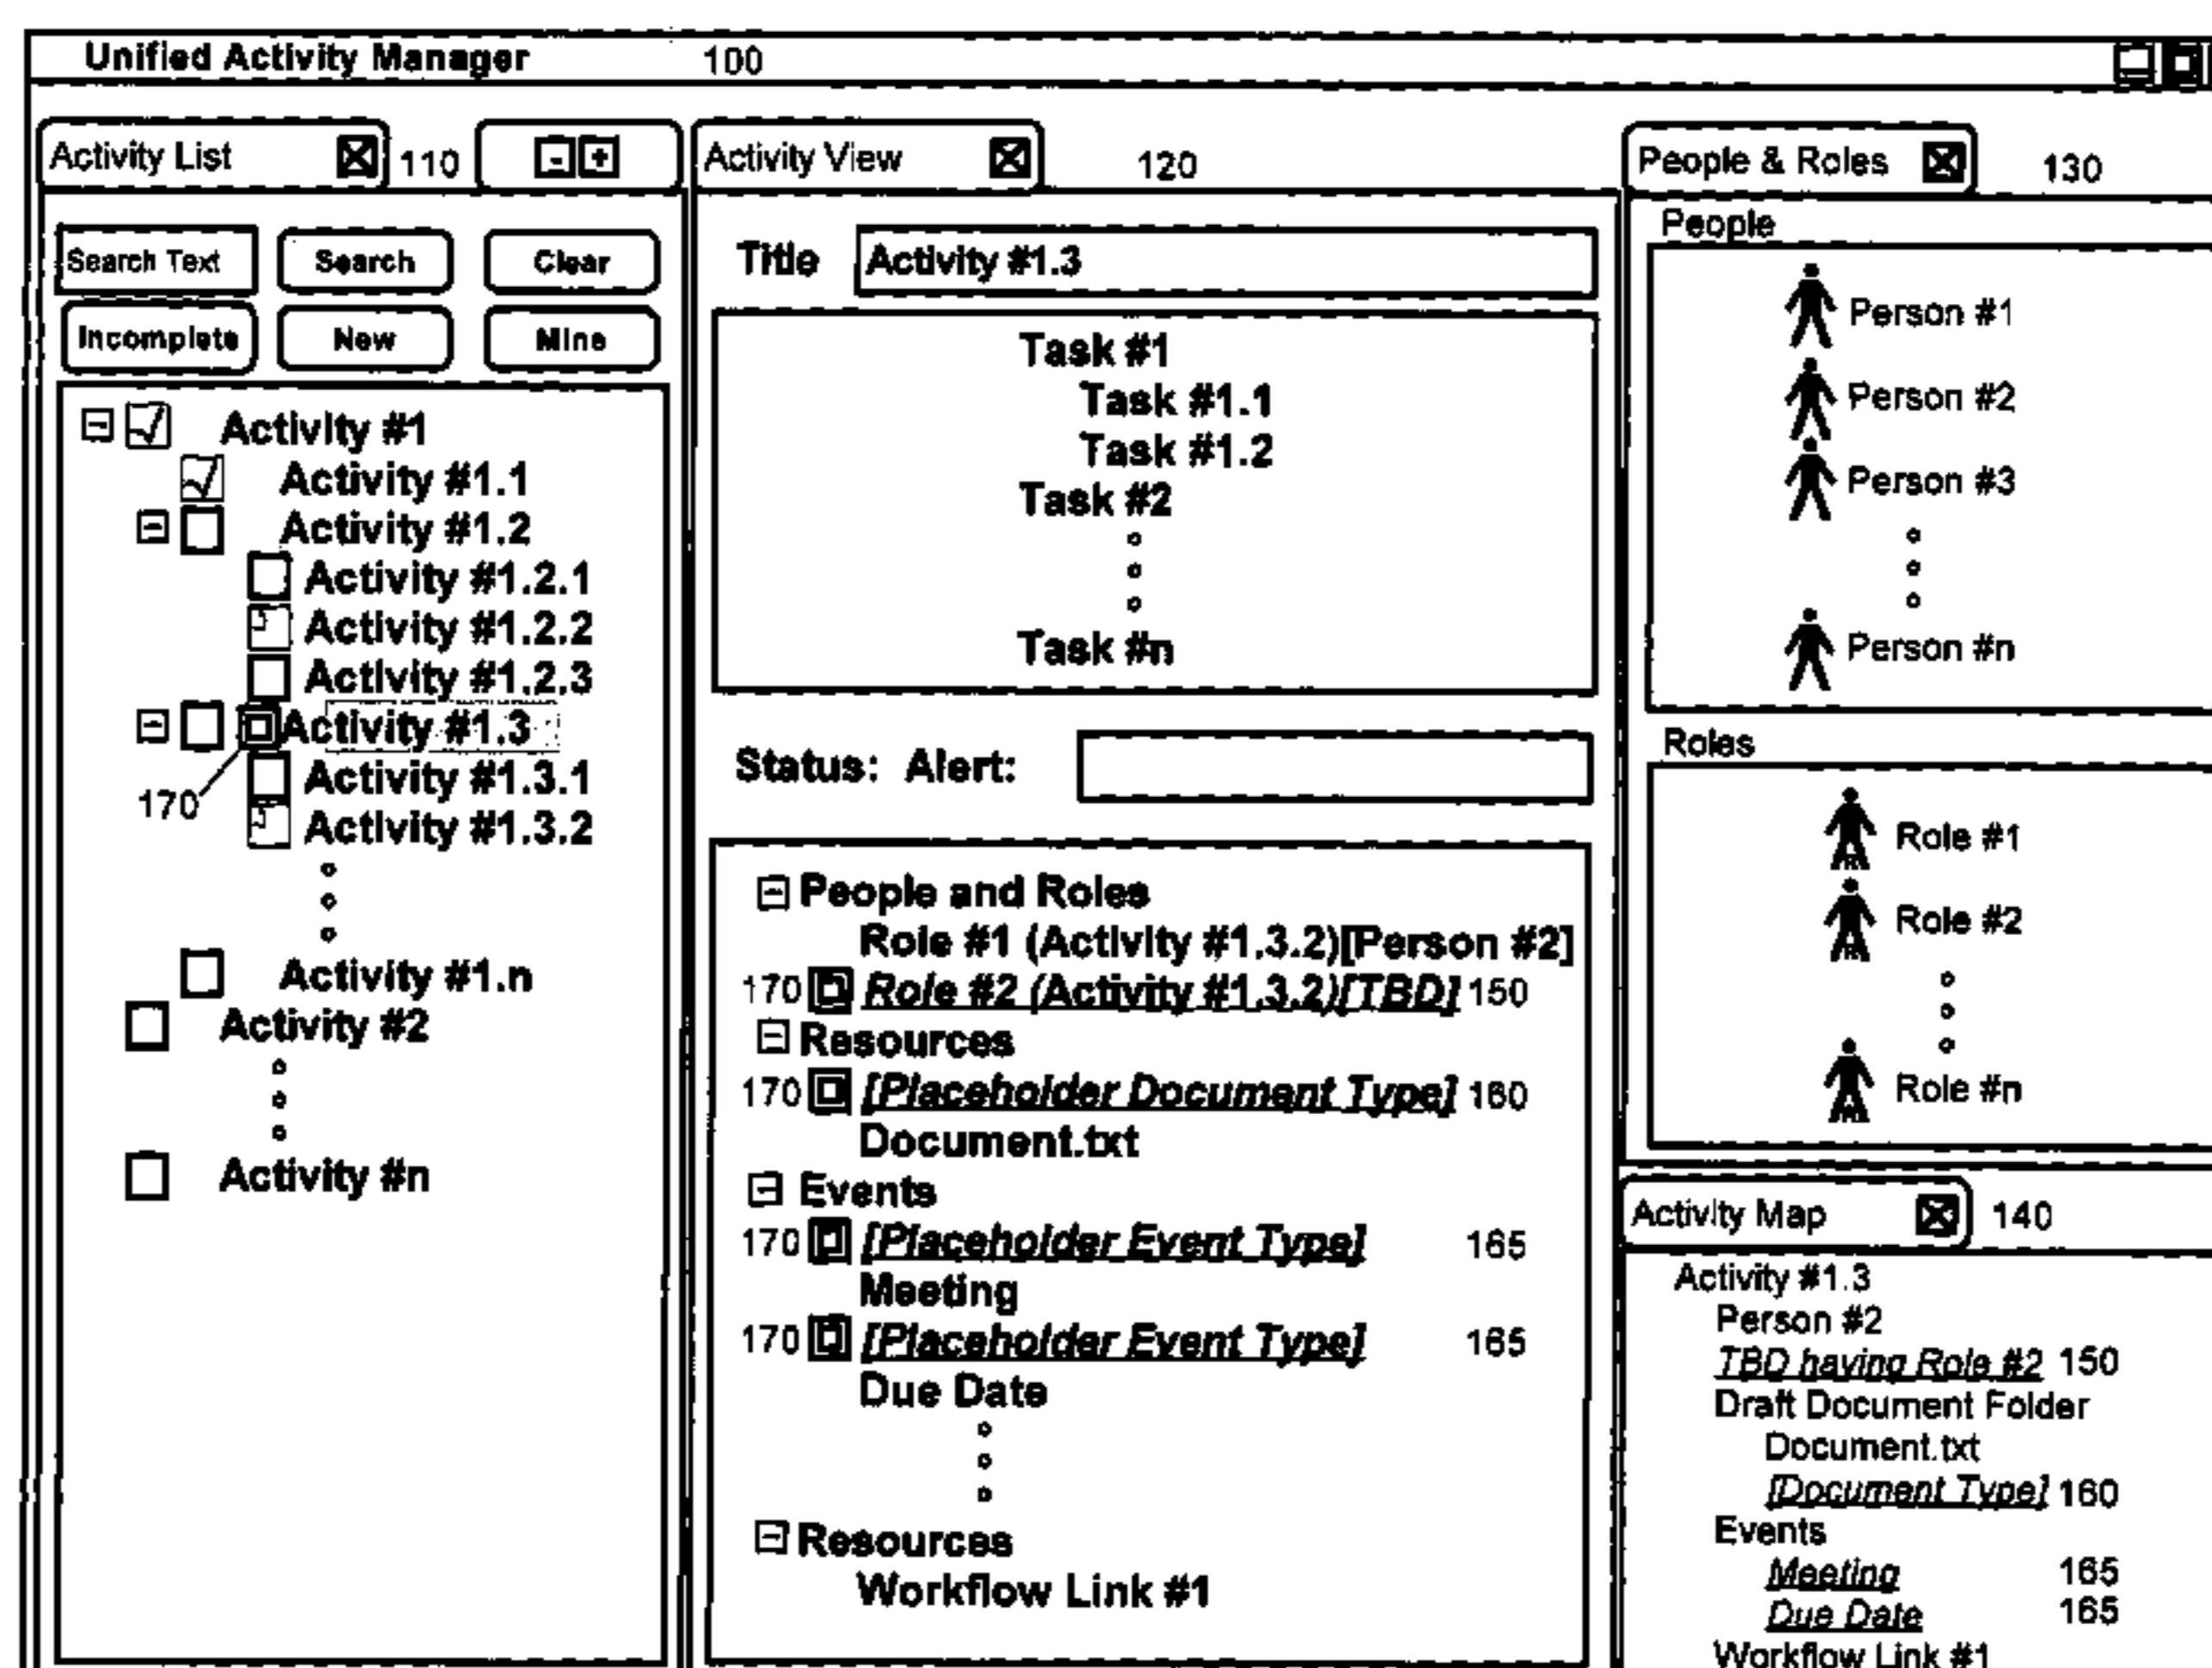 Unified Activity Manager 100
Activity List 110
Search Text Search Clear
Incomplete New Mine
Activity #1
Activity #1.1
Activity #1.2
Activity #1.2.1
Activity #1.2.2
Activity #1.2.3
Activity #1.3
170
Activity #1.3.1
Activity #1.3.2
Activity #1.n
Activity #2
Activity #n
Activity View 120
Title Activity #1.3
Task #1
Task #1.1
Task #1.2
Task #2
Task #n
Status: Alert:
People and Roles
Role #1 (Activity #1.3.2)[Person #2]
170 Role #2 (Activity #1.3.2)[TBD] 150
Resources
170 [Placeholder Document Type] 160
Document.txt
Events
170 [Placeholder Event Type] 165
Meeting
170 [Placeholder Event Type] 165
Due Date
Resources
Workflow Link #1
People & Roles 130
People
Person #1
Person #2
Person #3
Person #n
Roles
Role #1
Role #2
Role #n
Activity Map 140
Activity #1.3
Person #2
TBD having Role #2 150
Draft Document Folder
Document.txt
[Document Type] 160
Events
Meeting 165
Due Date 165
Workflow Link #1